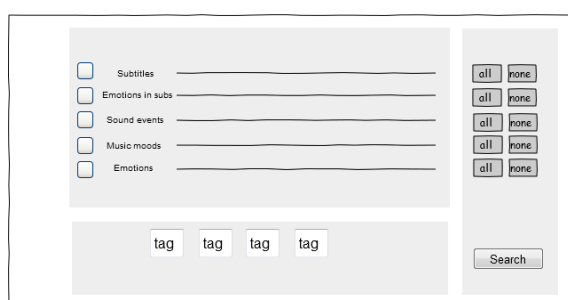 Subtitles all none
Emotions in subs all none
Sound events all none
Music moods all none
Emotions all none
tag tag tag tag
Search